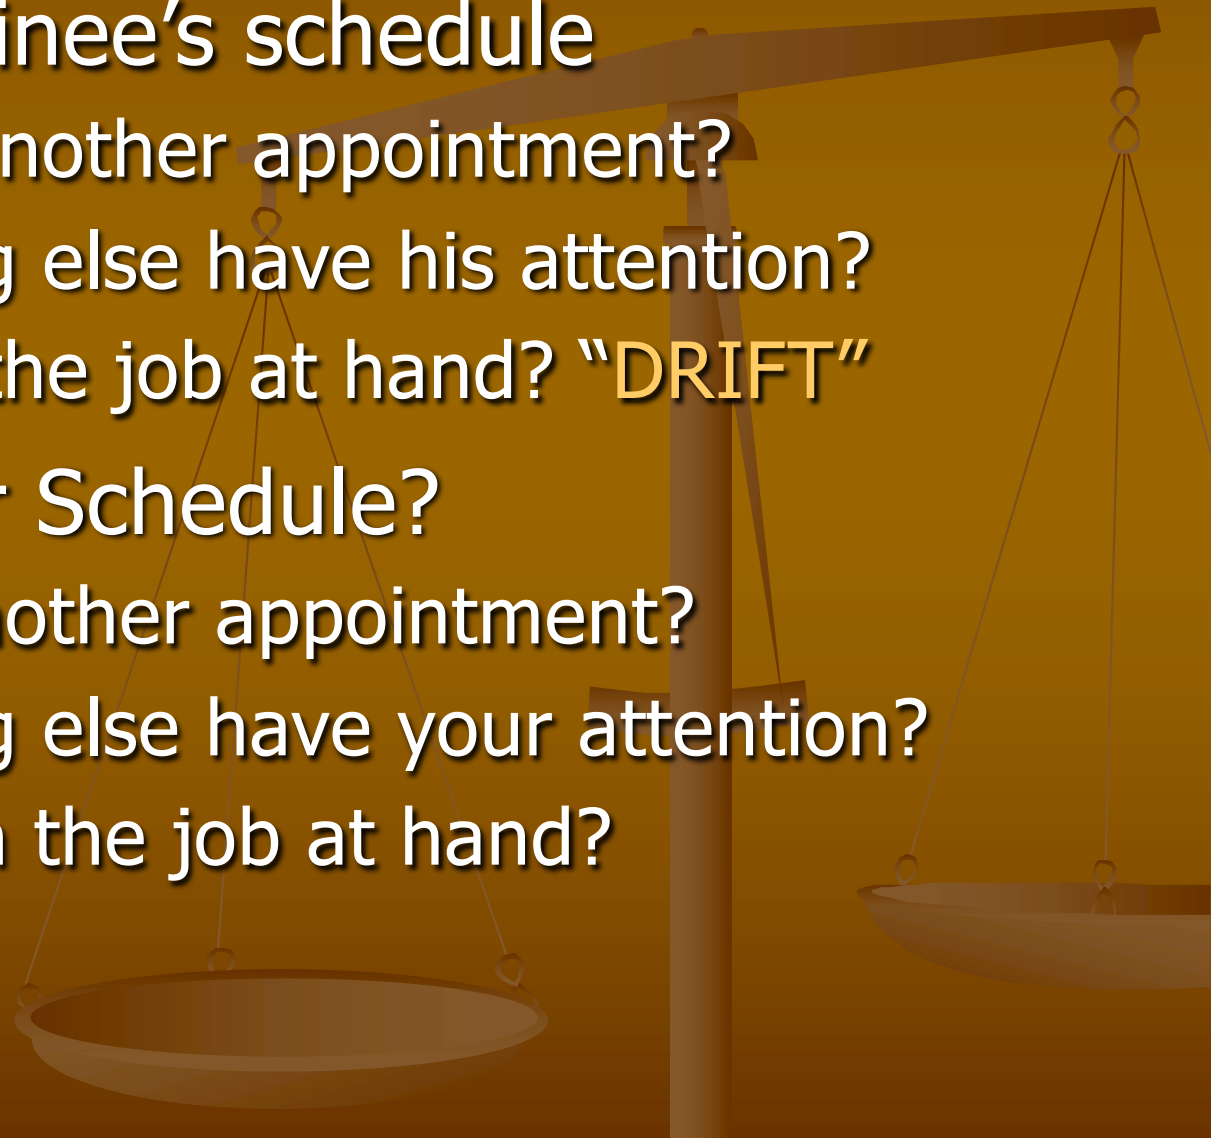 inee’s schedule
nother appointment?
g else have his attention?
the job at hand? “DRIFT”
r Schedule?
nother appointment?
g else have your attention?
n the job at hand?